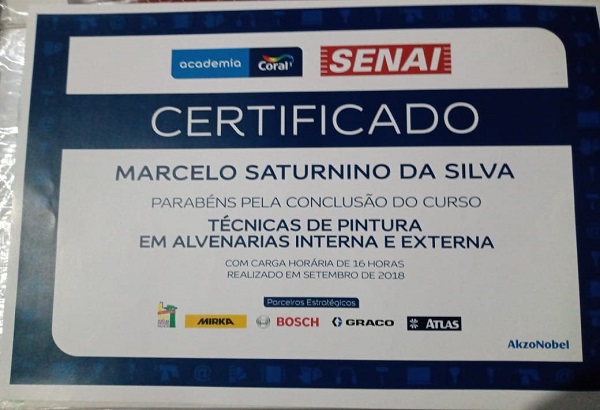 academia Coral SENAI
CERTIFICADO
MARCELO SATURNINO DA SILVA
PARABÉNS PELA CONCLUSÃO DO CURSO
TÉCNICAS DE PINTURA
EM ALVENARIAS INTERNA E EXTERNA
COM CARGA HORÁRIA DE 16 HORAS
REALIZADO EM SETEMBRO DE 2018
Parceiros Estratégicos
MIRKA BOSCH GRACO ATLAS
AkzoNobel